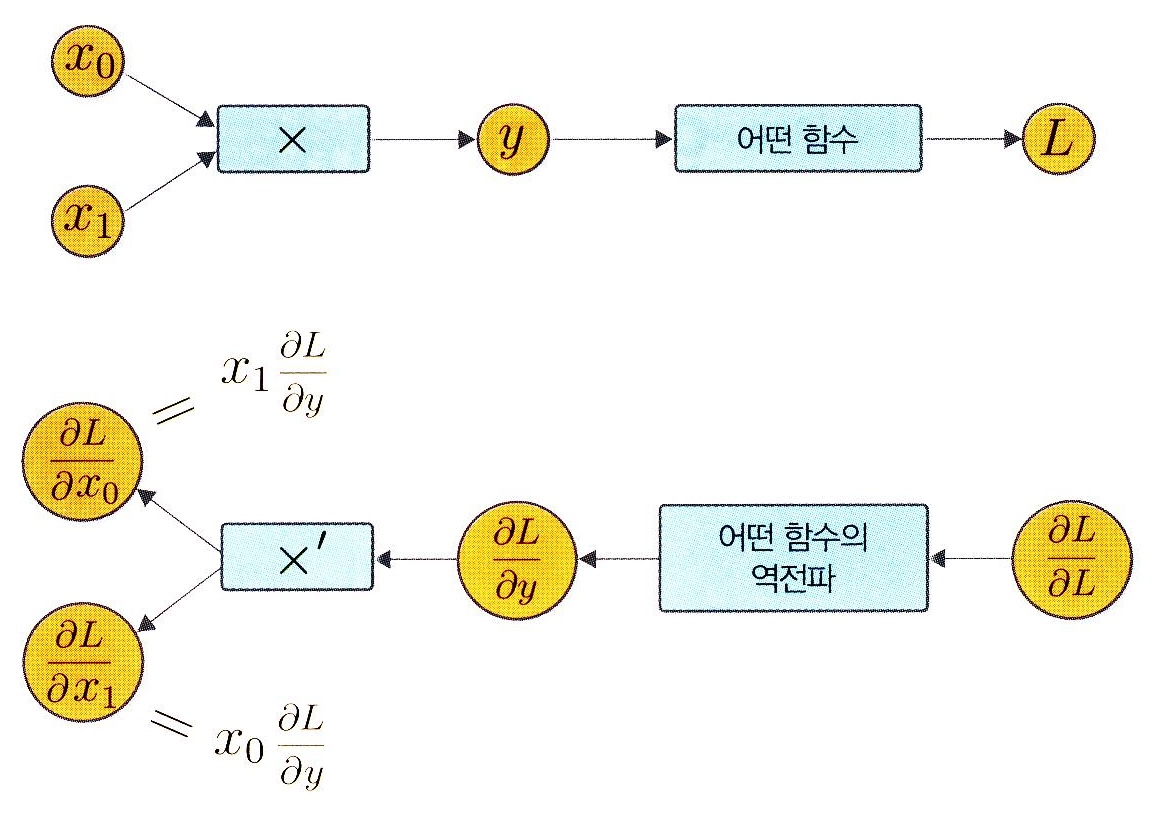 x₀
×
y
어떤 함수
L
x₁
= x₁ ∂L/∂y
∂L/∂x₀
×′
∂L/∂y
어떤 함수의
역전파
∂L/∂L
∂L/∂x₁
= x₀ ∂L/∂y